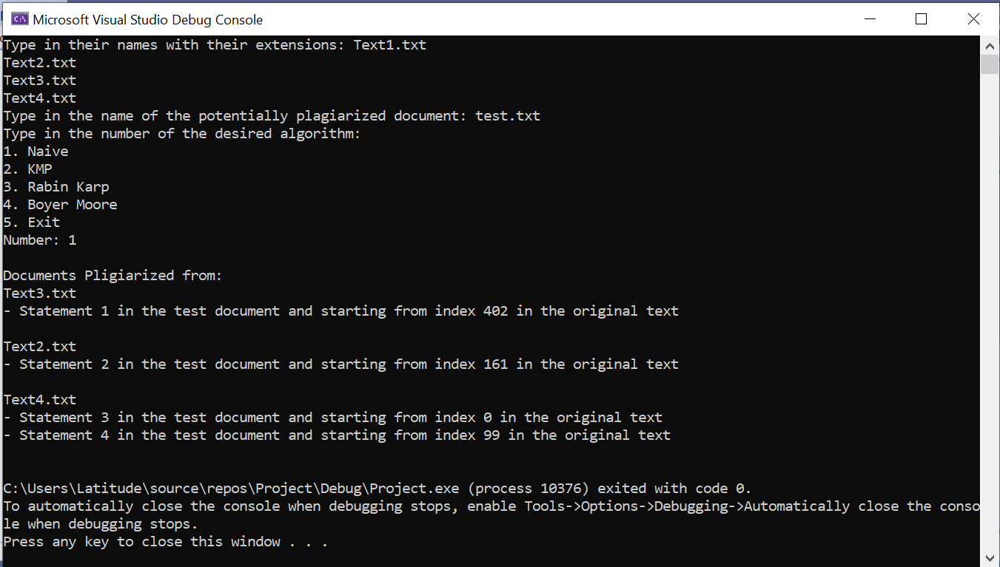 Microsoft Visual Studio Debug Console
Type in their names with their extensions: Text1.txt
Text2.txt
Text3.txt
Text4.txt
Type in the name of the potentially plagiarized document: test.txt
Type in the number of the desired algorithm:
1. Naive
2. KMP
3. Rabin Karp
4. Boyer Moore
5. Exit
Number: 1
Documents Pligiarized from:
Text3.txt
- Statement 1 in the test document and starting from index 402 in the original text
Text2.txt
- Statement 2 in the test document and starting from index 161 in the original text
Text4.txt
- Statement 3 in the test document and starting from index 0 in the original text
- Statement 4 in the test document and starting from index 99 in the original text
C:\Users\Latitude\source\repos\Project\Debug\Project.exe (process 10376) exited with code 0.
To automatically close the console when debugging stops, enable Tools->Options->Debugging->Automatically close the conso
le when debugging stops.
Press any key to close this window . . .